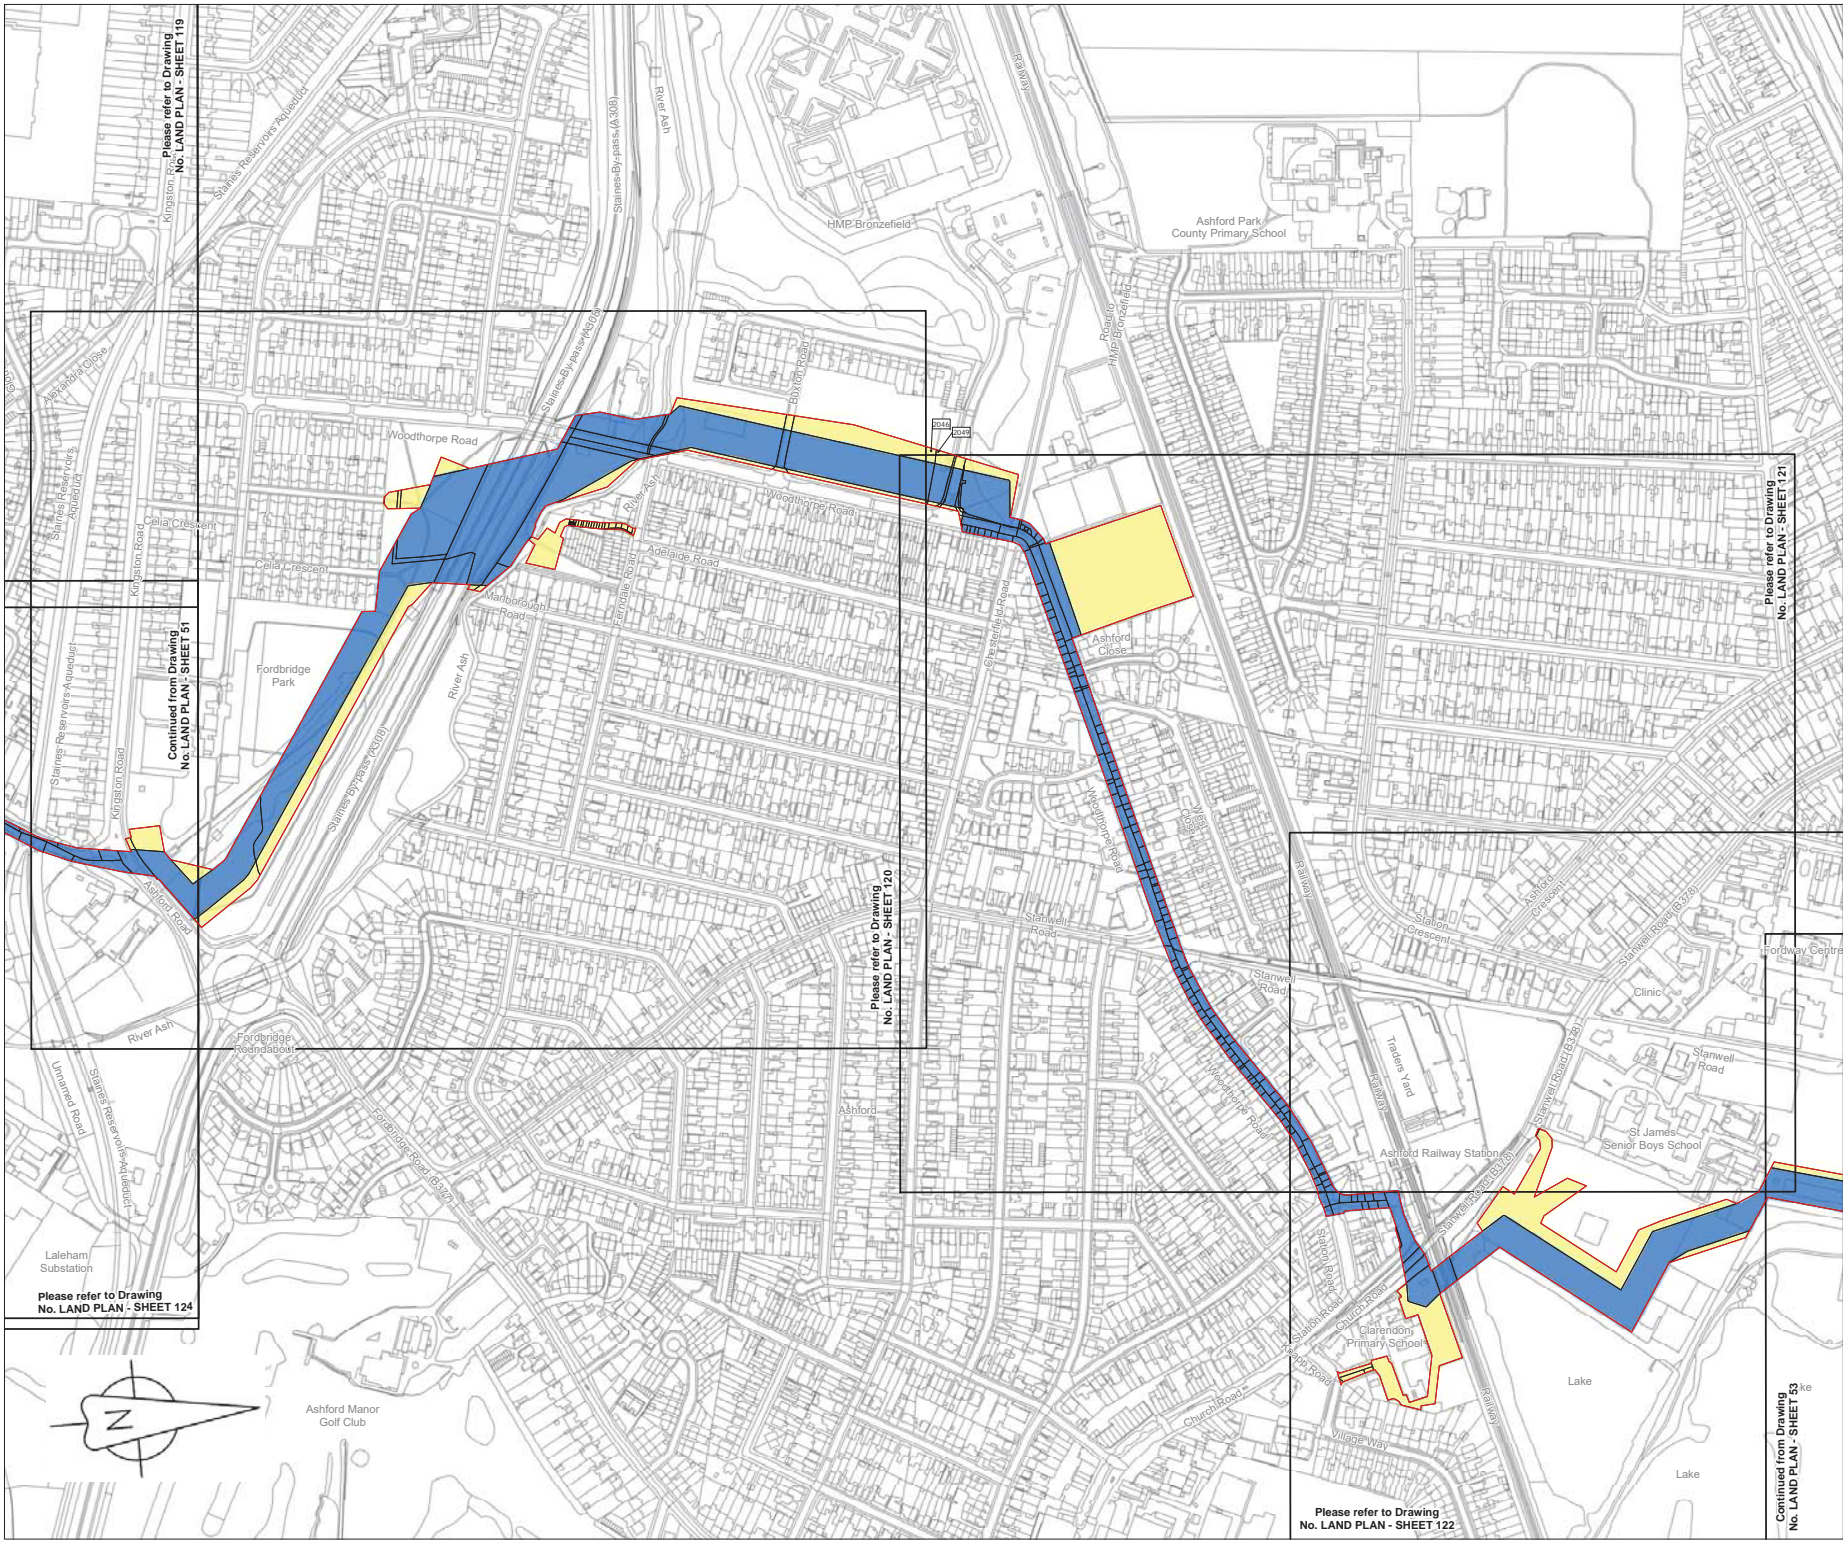 Please refer to Drawing
No. LAND PLAN - SHEET 119
Kingston Road
Staines Reservoirs Aqueduct
Staines-By-pass (A308)
River Ash
Railway
HMP Bronzefield
Ashford Park
County Primary School
Road to
HMP Bronzefield
Alexandra Close
Staines-By-pass (A308)
Buxton Road
Woodthorpe Road
2046
2049
Please refer to Drawing
No. LAND PLAN - SHEET 121
Staines Reservoirs
Aqueduct
Celia Crescent
Kingston Road
Celia Crescent
River Ash
Woodthorpe Road
Adelaide Road
Ferndale Road
Marlborough
Road
Chesterfield Road
Ashford
Close
Continued from Drawing
No. LAND PLAN - SHEET 51
Fordbridge
Park
River Ash
Staines Reservoirs Aqueduct
Kingston Road
Staines By-pass (A308)
Woodthorpe Road
West
Close
Ashford Road
Please refer to Drawing
No. LAND PLAN - SHEET 120
Stanwell
Road
Railway
Station
Crescent
Ashford
Crescent
Stanwell Road (B378)
Fordway Centre
Stanwell
Road
Clinic
River Ash
Fordbridge
Roundabout
Unnamed Road
Staines Reservoirs Aqueduct
Fordbridge Road (B377)
Ashford
Woodthorpe Road
Traders Yard
Railway
Stanwell Road (B378)
Stanwell
Road
St James
Senior Boys School
Ashford Railway Station
Stanwell Road (B378)
Laleham
Substation
Please refer to Drawing
No. LAND PLAN - SHEET 124
Station Road
Station Road
Church Road
Clarendon
Primary School
Knapp Road
Church Road
Village Way
Railway
Lake
Lake
N
Ashford Manor
Golf Club
Please refer to Drawing
No. LAND PLAN - SHEET 122
Continued from Drawing
No. LAND PLAN - SHEET 53